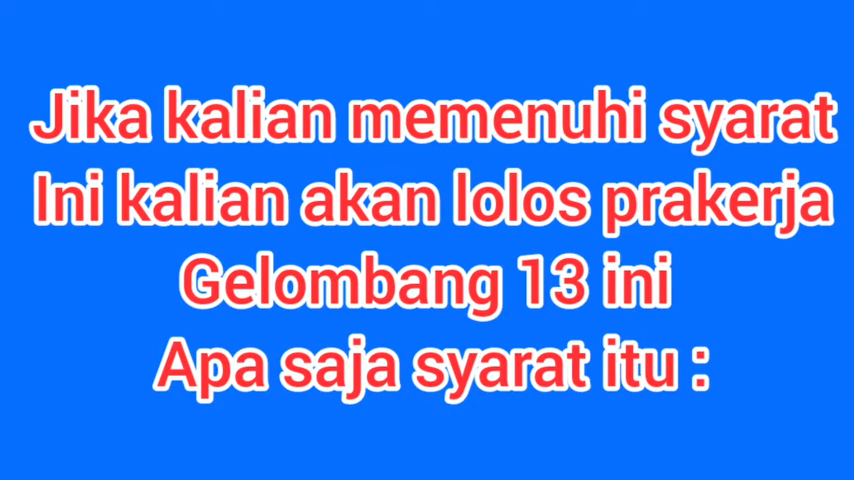 Jika kalian memenuhi syarat
Ini kalian akan lolos prakerja
Gelombang 13 ini
Apa saja syarat itu :